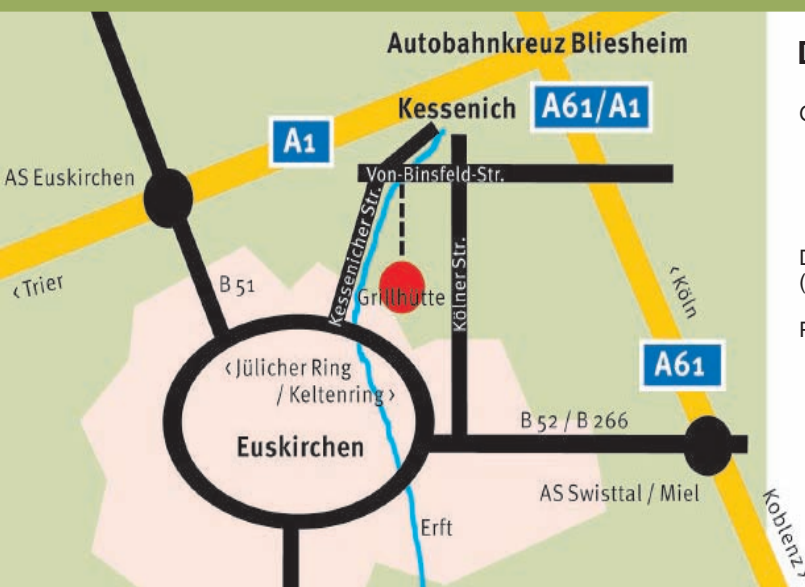 Autobahnkreuz Bliesheim
Kessenich
A61/A1
A1
AS Euskirchen
Von-Binsfeld-Str.
Kessenicher Str.
Kölner Str.
‹ Trier
B 51
Grillhütte
‹ Köln
‹ Jülicher Ring
/ Keltenring ›
A61
Euskirchen
B 52 / B 266
AS Swisttal / Miel
Erft
Koblenz ›